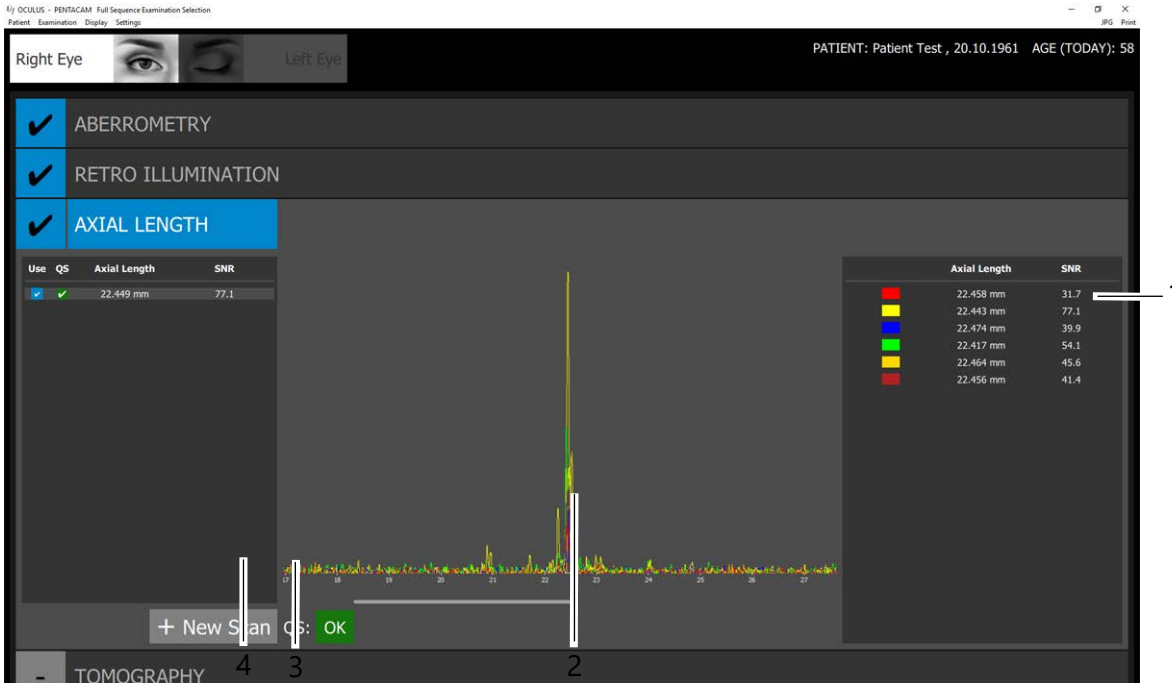 OCULUS - PENTACAM Full Sequence Examination Selection
Patient Examination Display Settings
JPG Print
Right Eye
Left Eye
PATIENT: Patient Test , 20.10.1961 AGE (TODAY): 58
ABERROMETRY
RETRO ILLUMINATION
AXIAL LENGTH
Use QS Axial Length SNR
22.449 mm 77.1
Axial Length SNR
22.458 mm 31.7
22.443 mm 77.1
22.474 mm 39.9
22.417 mm 54.1
22.464 mm 45.6
22.456 mm 41.4
17 18 19 20 21 22 23 24 25 26 27
+ New Scan QS: OK
4 3 2
- TOMOGRAPHY